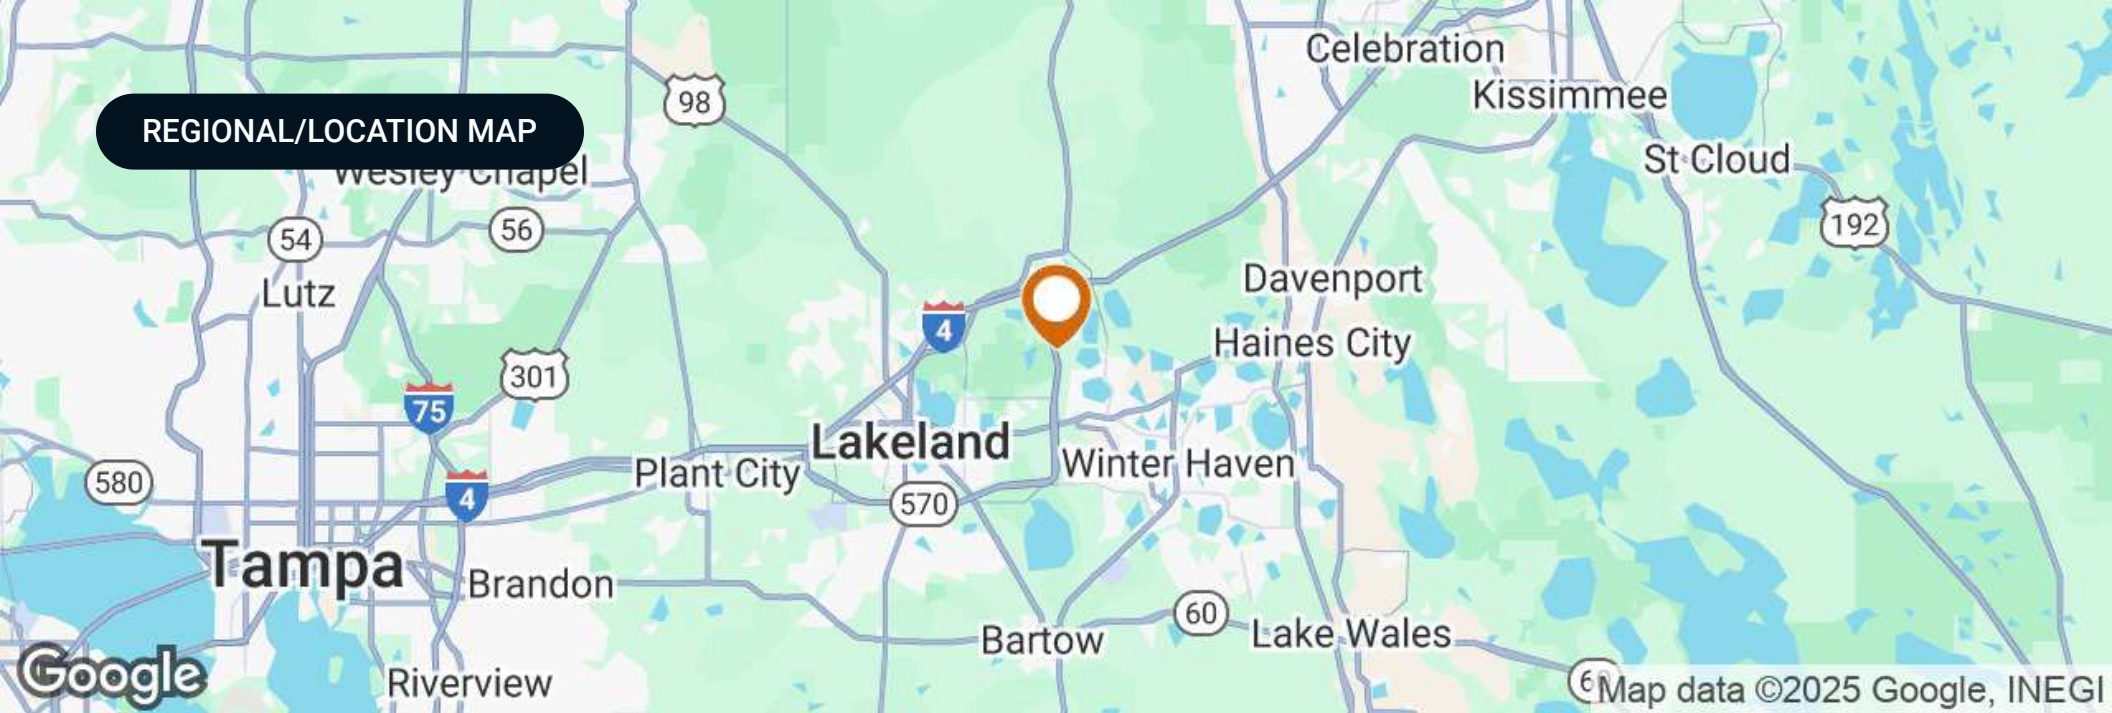 Celebration
98
Kissimmee
REGIONAL/LOCATION MAP
Wesley Chapel
St Cloud
192
54
56
Lutz
Davenport
4
Haines City
301
75
Lakeland
Winter Haven
Plant City
580
4
570
Tampa
Brandon
60
Bartow
Lake Wales
Riverview
Google
Map data ©2025 Google, INEGI